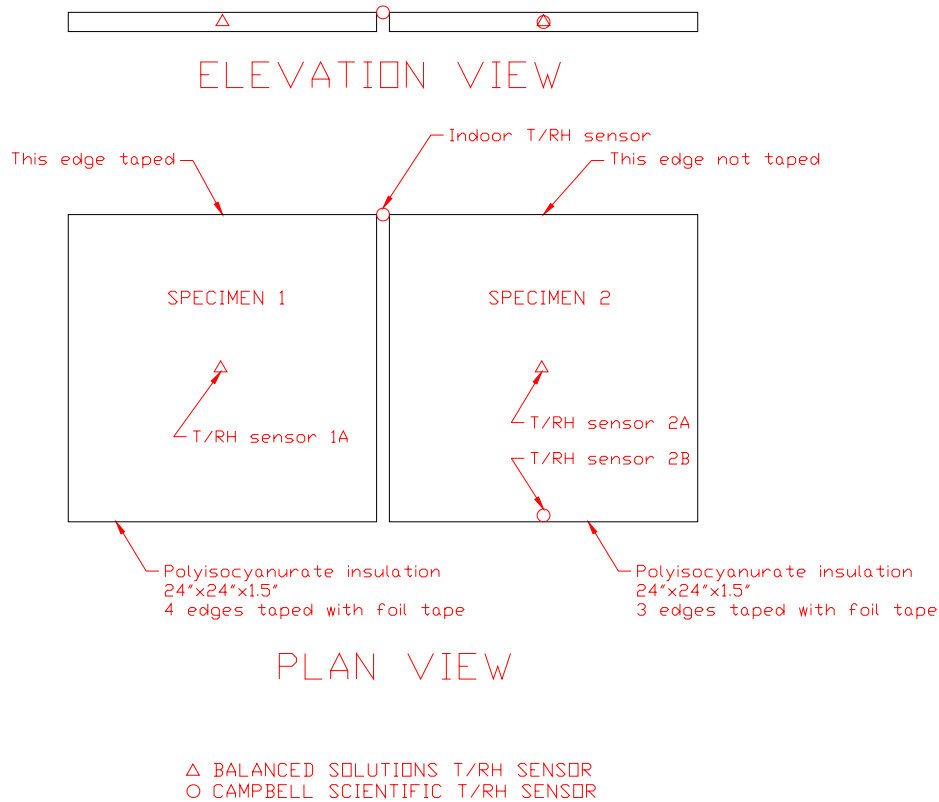 ELEVATION VIEW
Indoor T/RH sensor
This edge taped
This edge not taped
SPECIMEN 1
SPECIMEN 2
T/RH sensor 1A
T/RH sensor 2A
T/RH sensor 2B
Polyisocyanurate insulation
24"x24"x1.5"
4 edges taped with foil tape
Polyisocyanurate insulation
24"x24"x1.5"
3 edges taped with foil tape
PLAN VIEW
BALANCED SOLUTIONS T/RH SENSOR
CAMPBELL SCIENTIFIC T/RH SENSOR